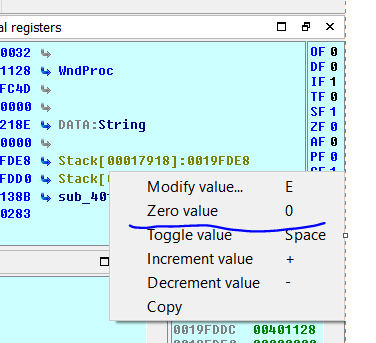 al registers
0032
1128 WndProc
FC4D
0000
218E DATA:String
0000
FDE8 Stack[00017918]:0019FDE8
FDD0 Stack[
138B sub_401
0283
OF 0
DF 0
IF 1
TF 0
SF 1
ZF 0
AF 0
PF 0
Modify value... E
Zero value 0
Toggle value Space
Increment value +
Decrement value -
Copy
0019FDDC 00401128